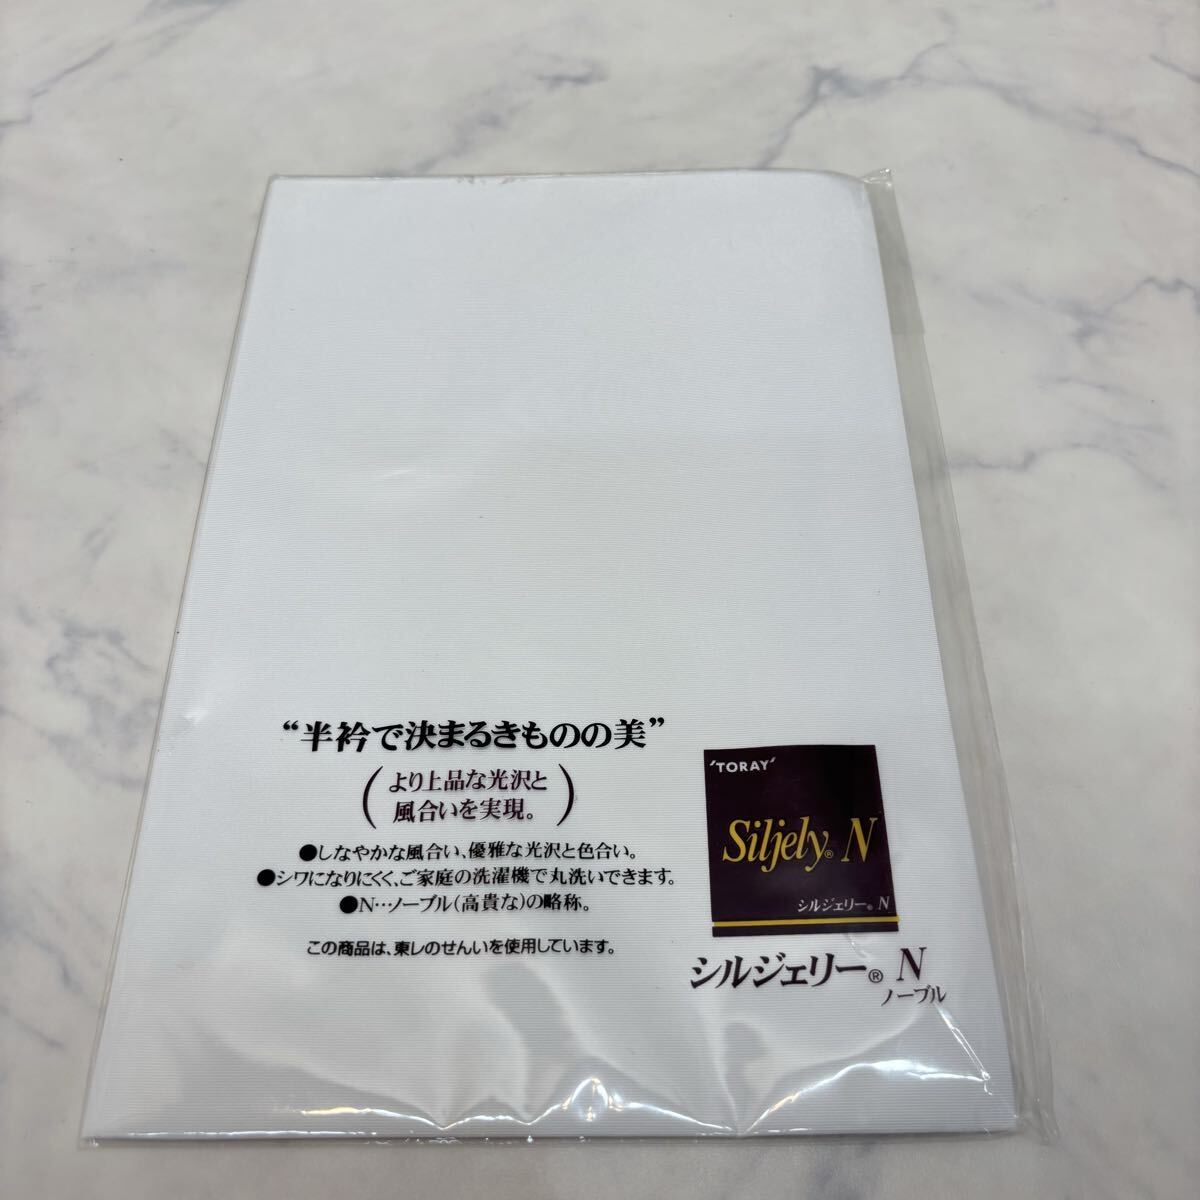 “半衿で決まるきものの美”
(より上品な光沢と
風合いを実現。)
●しなやかな風合い、優雅な光沢と色合い。
●シワになりにくく、ご家庭の洗濯機で丸洗いできます。
●N…ノーブル(高貴な)の略称。
この商品は、東レのせんいを使用しています。
'TORAY'
Siljely® N
シルジェリー® N
シルジェリー® N
ノーブル